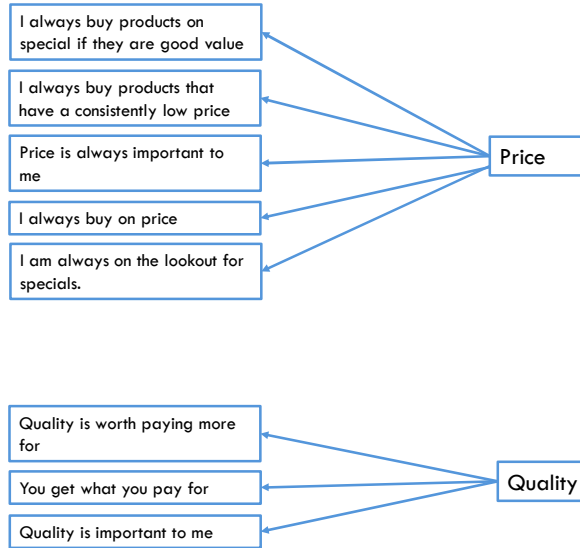 I always buy products on
special if they are good value
I always buy products that
have a consistently low price
Price is always important to
me
Price
I always buy on price
I am always on the lookout for
specials.
Quality is worth paying more
for
You get what you pay for
Quality
Quality is important to me